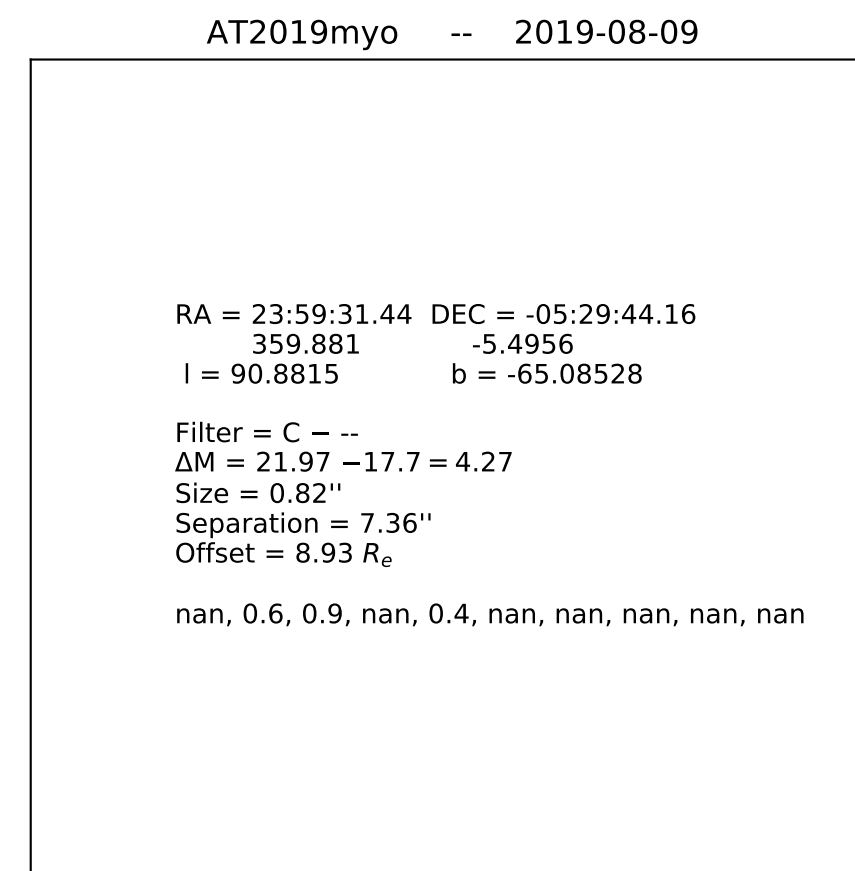 AT2019myo -- 2019-08-09
RA = 23:59:31.44 DEC = -05:29:44.16
359.881 -5.4956
l = 90.8815 b = -65.08528
Filter = C − --
ΔM = 21.97 −17.7 = 4.27
Size = 0.82''
Separation = 7.36''
Offset = 8.93 Re
nan, 0.6, 0.9, nan, 0.4, nan, nan, nan, nan, nan